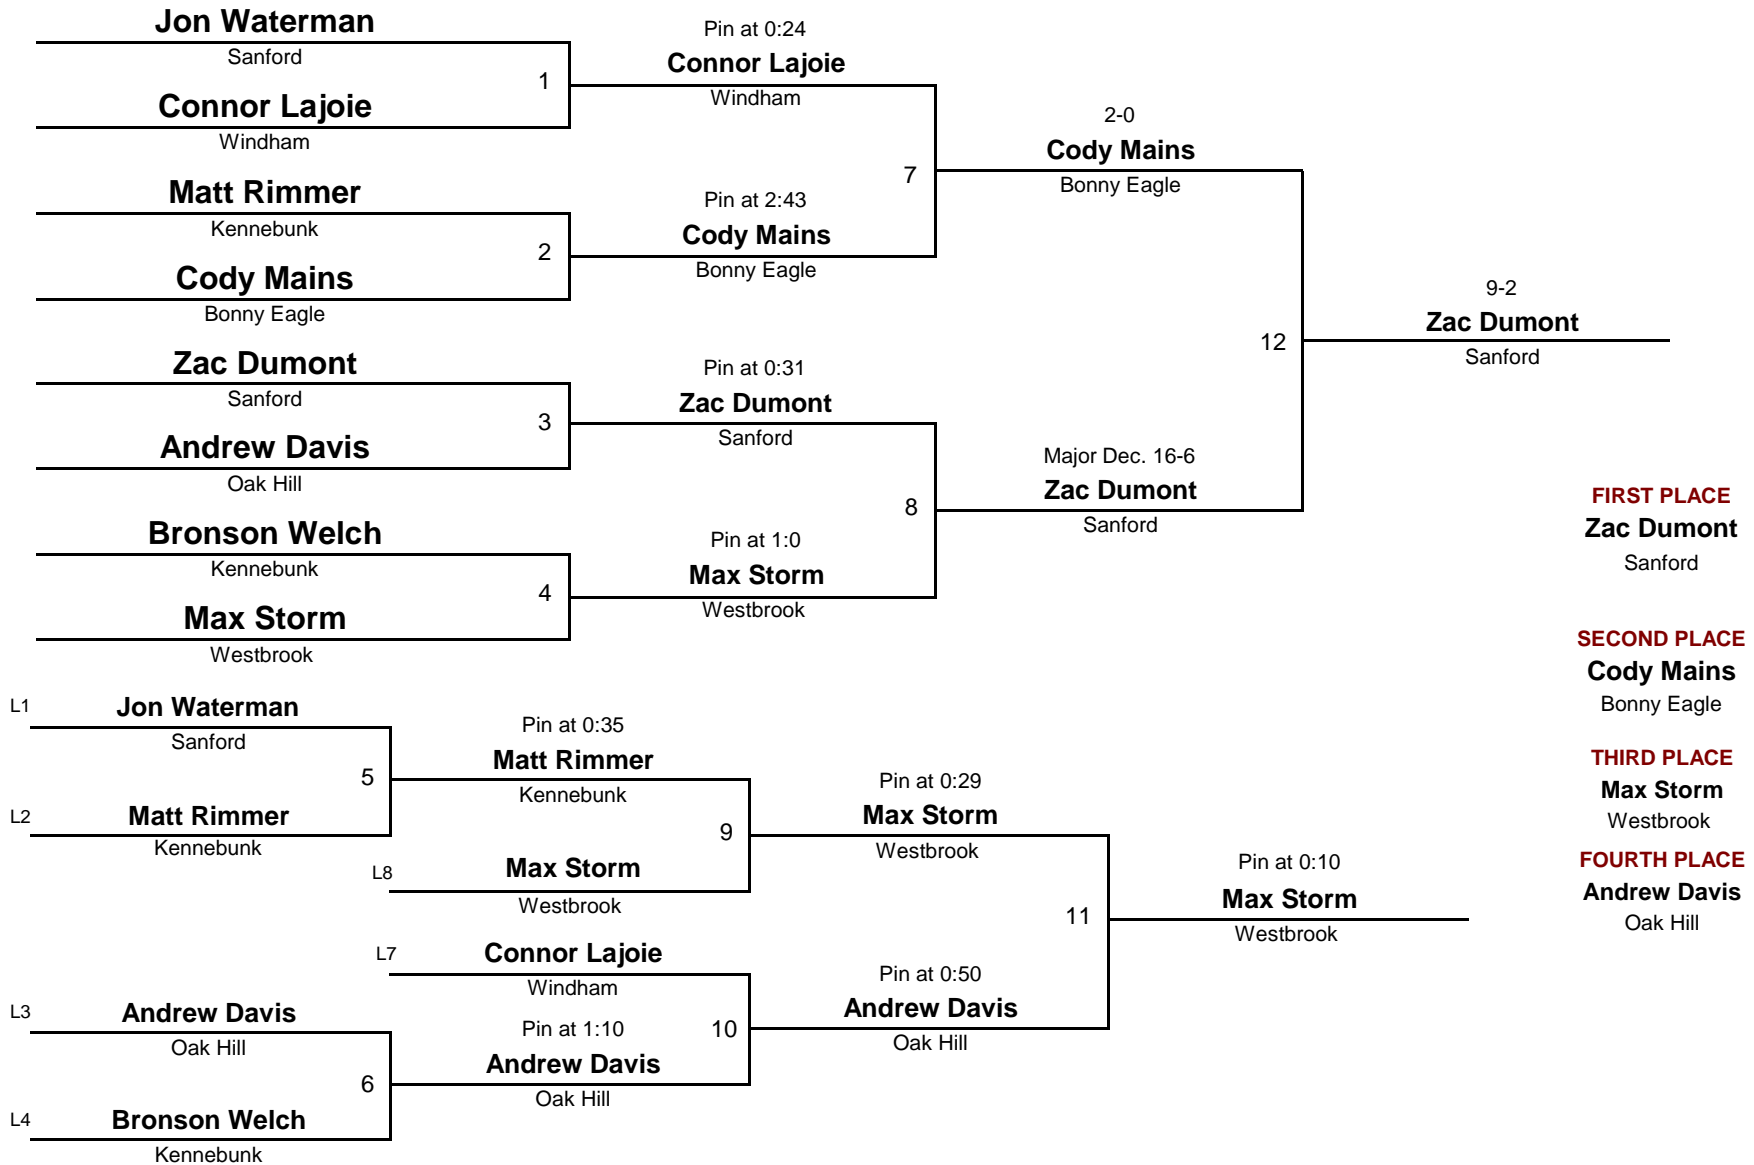 Jon Waterman
Sanford
1
Connor Lajoie
Windham
Matt Rimmer
Kennebunk
2
Cody Mains
Bonny Eagle
Zac Dumont
Sanford
3
Andrew Davis
Oak Hill
Bronson Welch
Kennebunk
4
Max Storm
Westbrook
Pin at 0:24
Connor Lajoie
Windham
7
Pin at 2:43
Cody Mains
Bonny Eagle
Pin at 0:31
Zac Dumont
Sanford
8
Pin at 1:0
Max Storm
Westbrook
2-0
Cody Mains
Bonny Eagle
12
Major Dec. 16-6
Zac Dumont
Sanford
9-2
Zac Dumont
Sanford
FIRST PLACE
Zac Dumont
Sanford
SECOND PLACE
Cody Mains
Bonny Eagle
THIRD PLACE
Max Storm
Westbrook
FOURTH PLACE
Andrew Davis
Oak Hill
L1
Jon Waterman
Sanford
5
L2
Matt Rimmer
Kennebunk
L3
Andrew Davis
Oak Hill
6
L4
Bronson Welch
Kennebunk
Pin at 0:35
Matt Rimmer
Kennebunk
9
L8
Max Storm
Westbrook
L7
Connor Lajoie
Windham
10
Pin at 1:10
Andrew Davis
Oak Hill
Pin at 0:29
Max Storm
Westbrook
11
Pin at 0:50
Andrew Davis
Oak Hill
Pin at 0:10
Max Storm
Westbrook